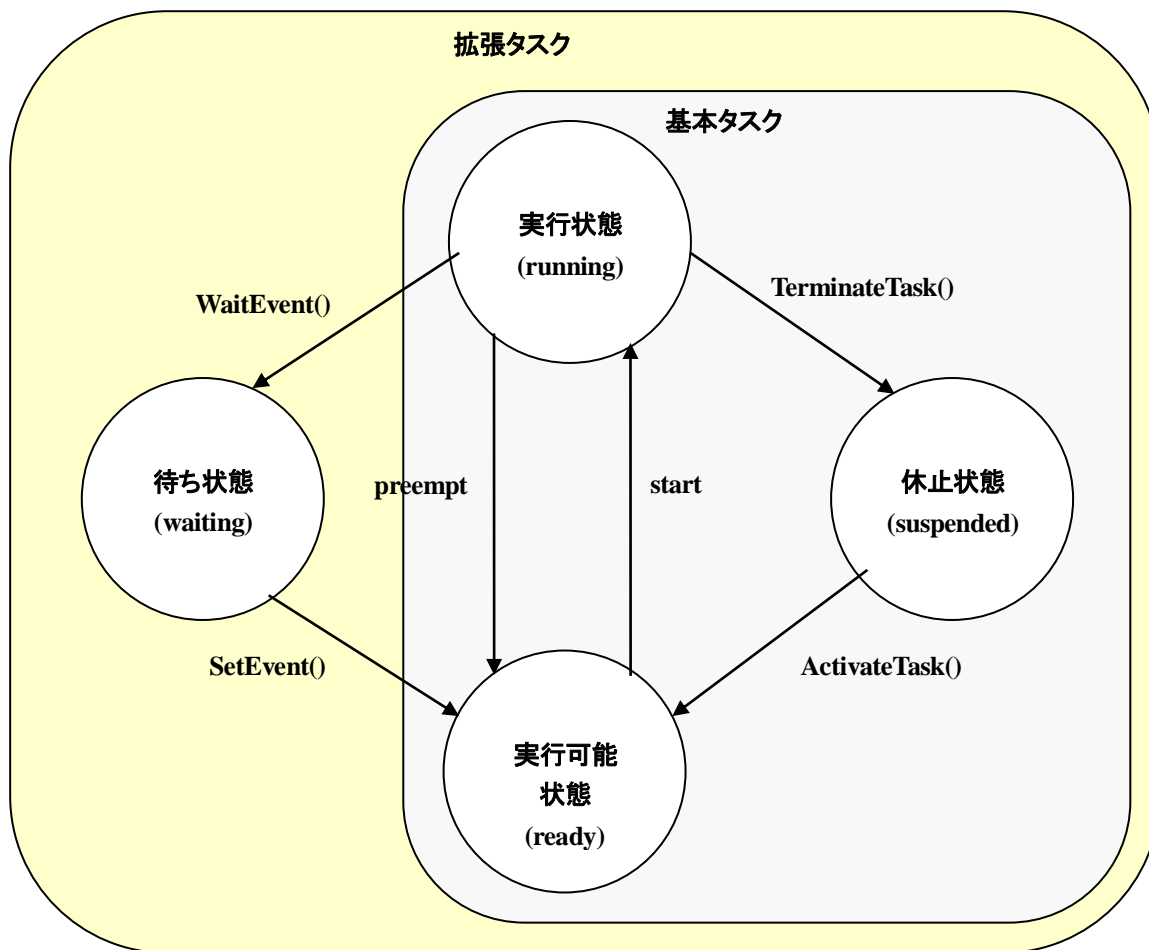 拡張タスク
基本タスク
実行状態
(running)
WaitEvent()
TerminateTask()
待ち状態
(waiting)
preempt
start
休止状態
(suspended)
SetEvent()
ActivateTask()
実行可能
状態
(ready)